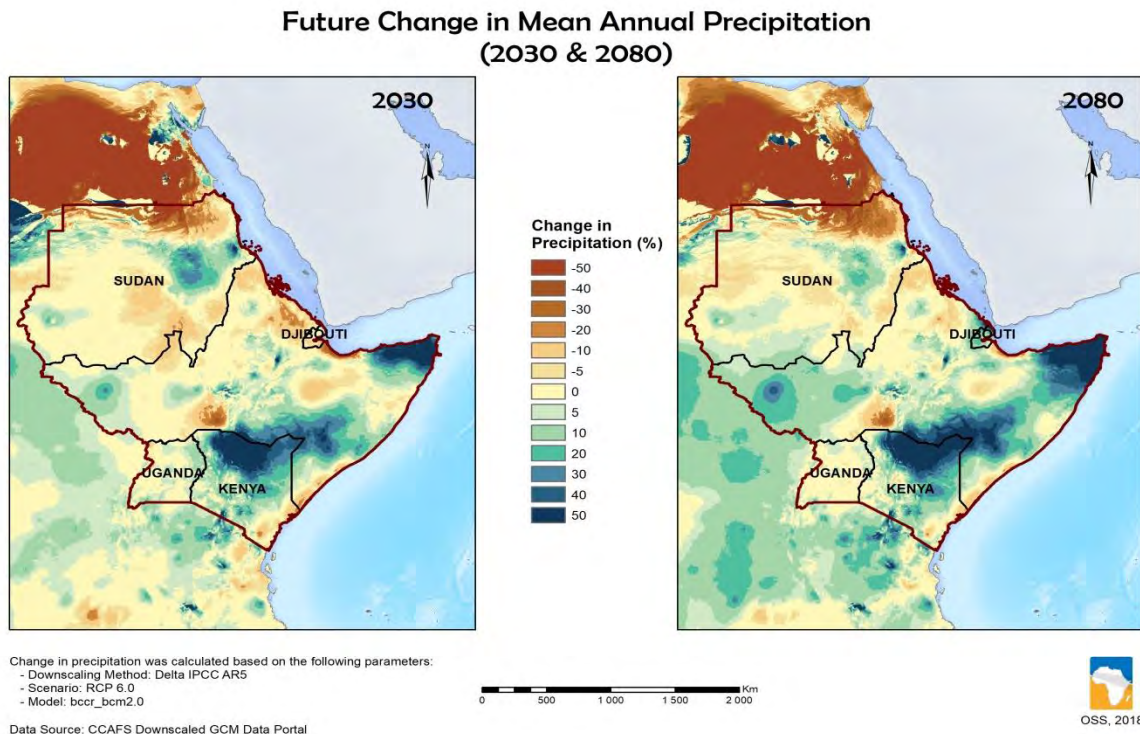 Future Change in Mean Annual Precipitation
(2030 & 2080)
2030
N
SUDAN
DJIBOUTI
UGANDA
KENYA
Change in
Precipitation (%)
-50
-40
-30
-20
-10
-5
0
5
10
20
30
40
50
2080
N
SUDAN
DJIBOUTI
UGANDA
KENYA
Change in precipitation was calculated based on the following parameters:
- Downscaling Method: Delta IPCC AR5
- Scenario: RCP 6.0
- Model: bccr_bcm2.0
Data Source: CCAFS Downscaled GCM Data Portal
0 500 1 000 1 500 2 000 Km
OSS, 2018